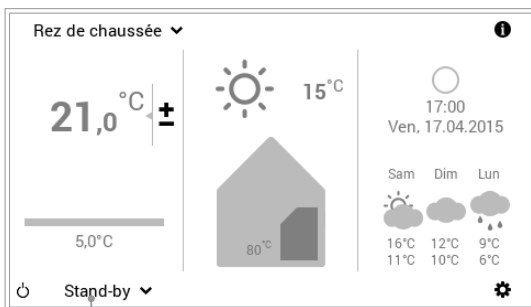 Rez de chaussée
21,0 °C
±
5,0°C
15°C
80°C
17:00
Ven, 17.04.2015
Sam Dim Lun
16°C 12°C 9°C
11°C 10°C 6°C
Stand-by